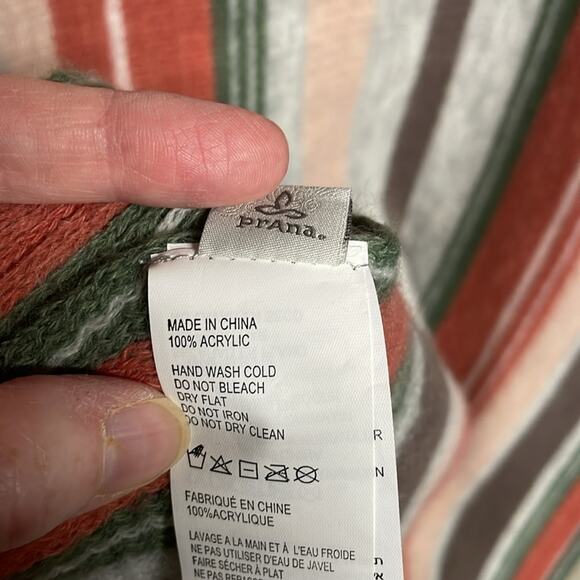 prAna®
MADE IN CHINA
100% ACRYLIC
HAND WASH COLD
DO NOT BLEACH
DRY FLAT
DO NOT IRON
DO NOT DRY CLEAN
R
N
FABRIQUÉ EN CHINE
100%ACRYLIQUE
LAVAGE A LA MAIN ET À L'EAU FROIDE
NE PAS UTILISER D'EAU DE JAVEL
FAIRE SÉCHER À PLAT
NE PAS